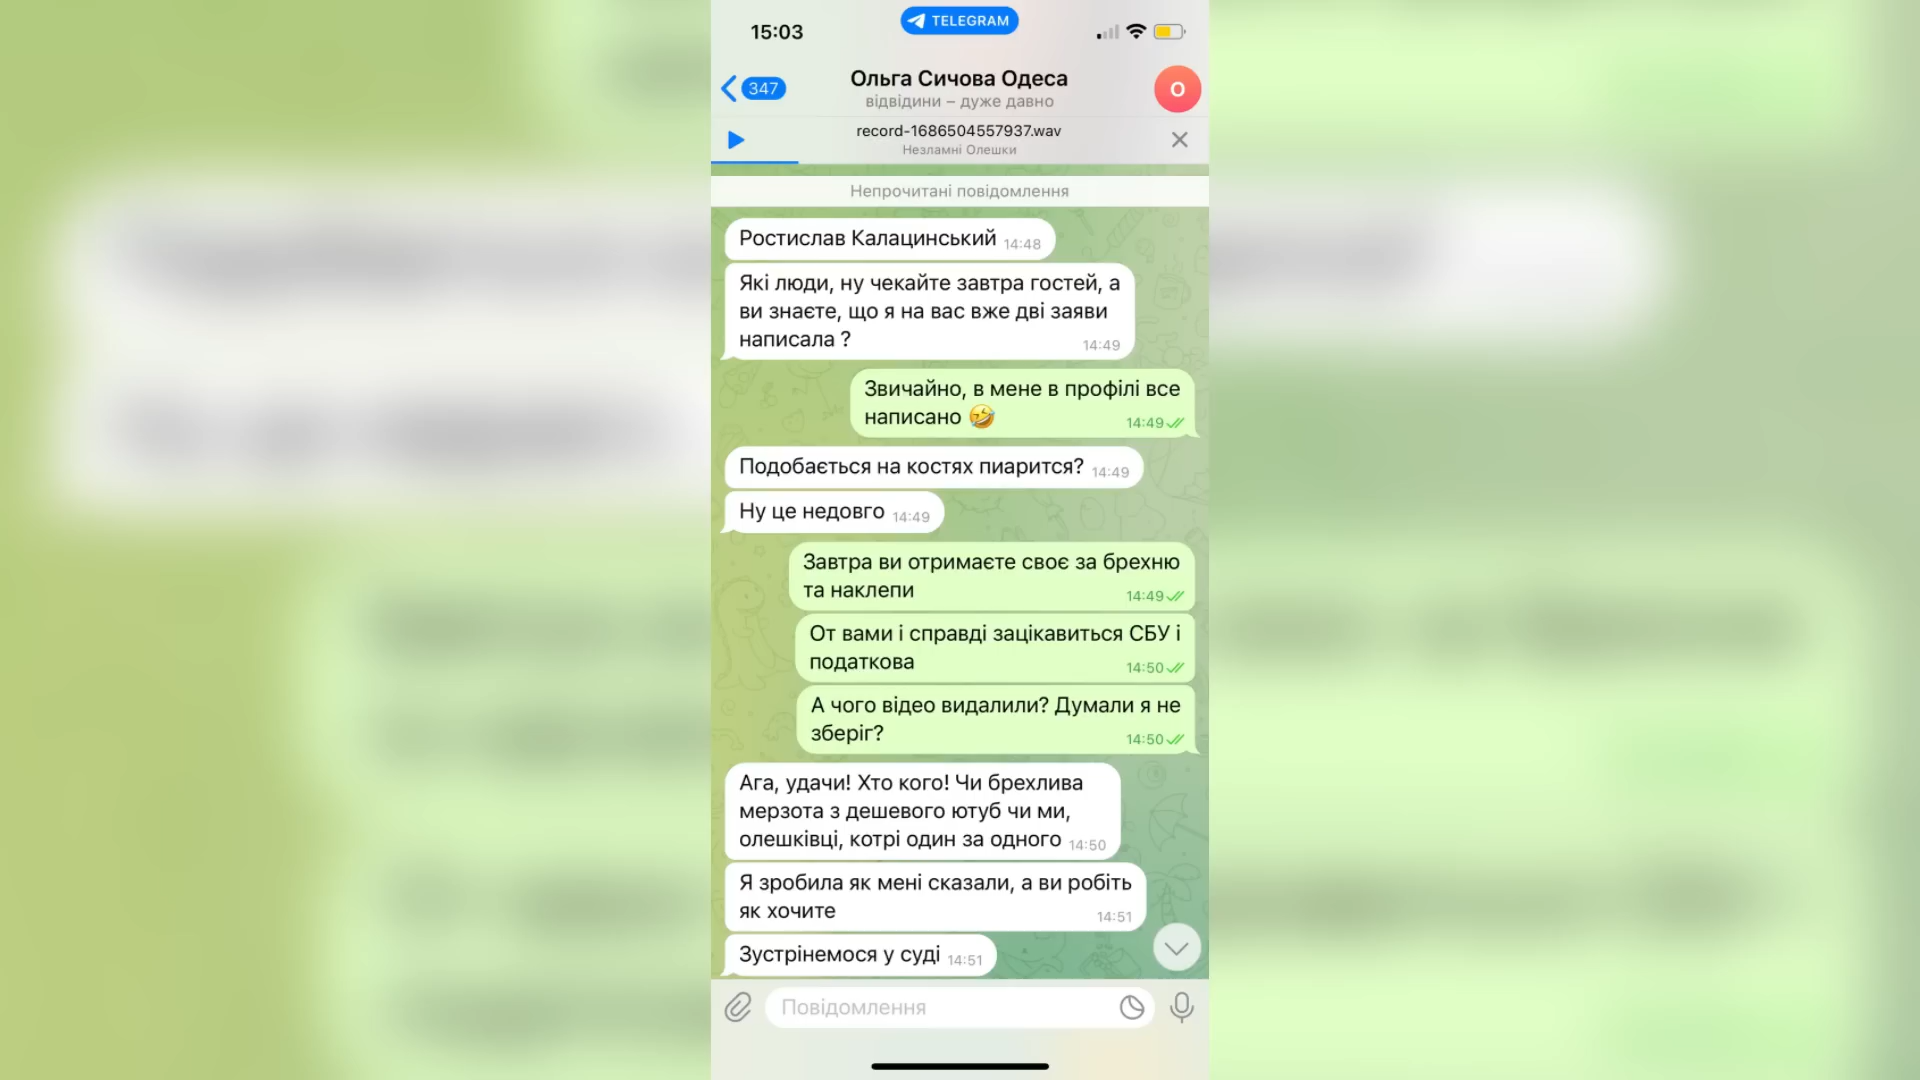 15:03
TELEGRAM
347
Ольга Сичова Одеса
відвідини – дуже давно
О
record-1686504557937.wav
Незламні Олешки
Непрочитані повідомлення
Ростислав Калацинський 14:48
Які люди, ну чекайте завтра гостей, а
ви знаєте, що я на вас вже дві заяви
написала ? 14:49
Звичайно, в мене в профілі все
написано 🤣 14:49
Подобається на костях пиарится? 14:49
Ну це недовго 14:49
Завтра ви отримаєте своє за брехню
та наклепи 14:49
От вами і справді зацікавиться СБУ і
податкова 14:50
А чого відео видалили? Думали я не
зберіг? 14:50
Ага, удачи! Хто кого! Чи брехлива
мерзота з дешевого ютуб чи ми,
олешківці, котрі один за одного 14:50
Я зробила як мені сказали, а ви робіть
як хочите 14:51
Зустрінемося у суді 14:51
Повідомлення